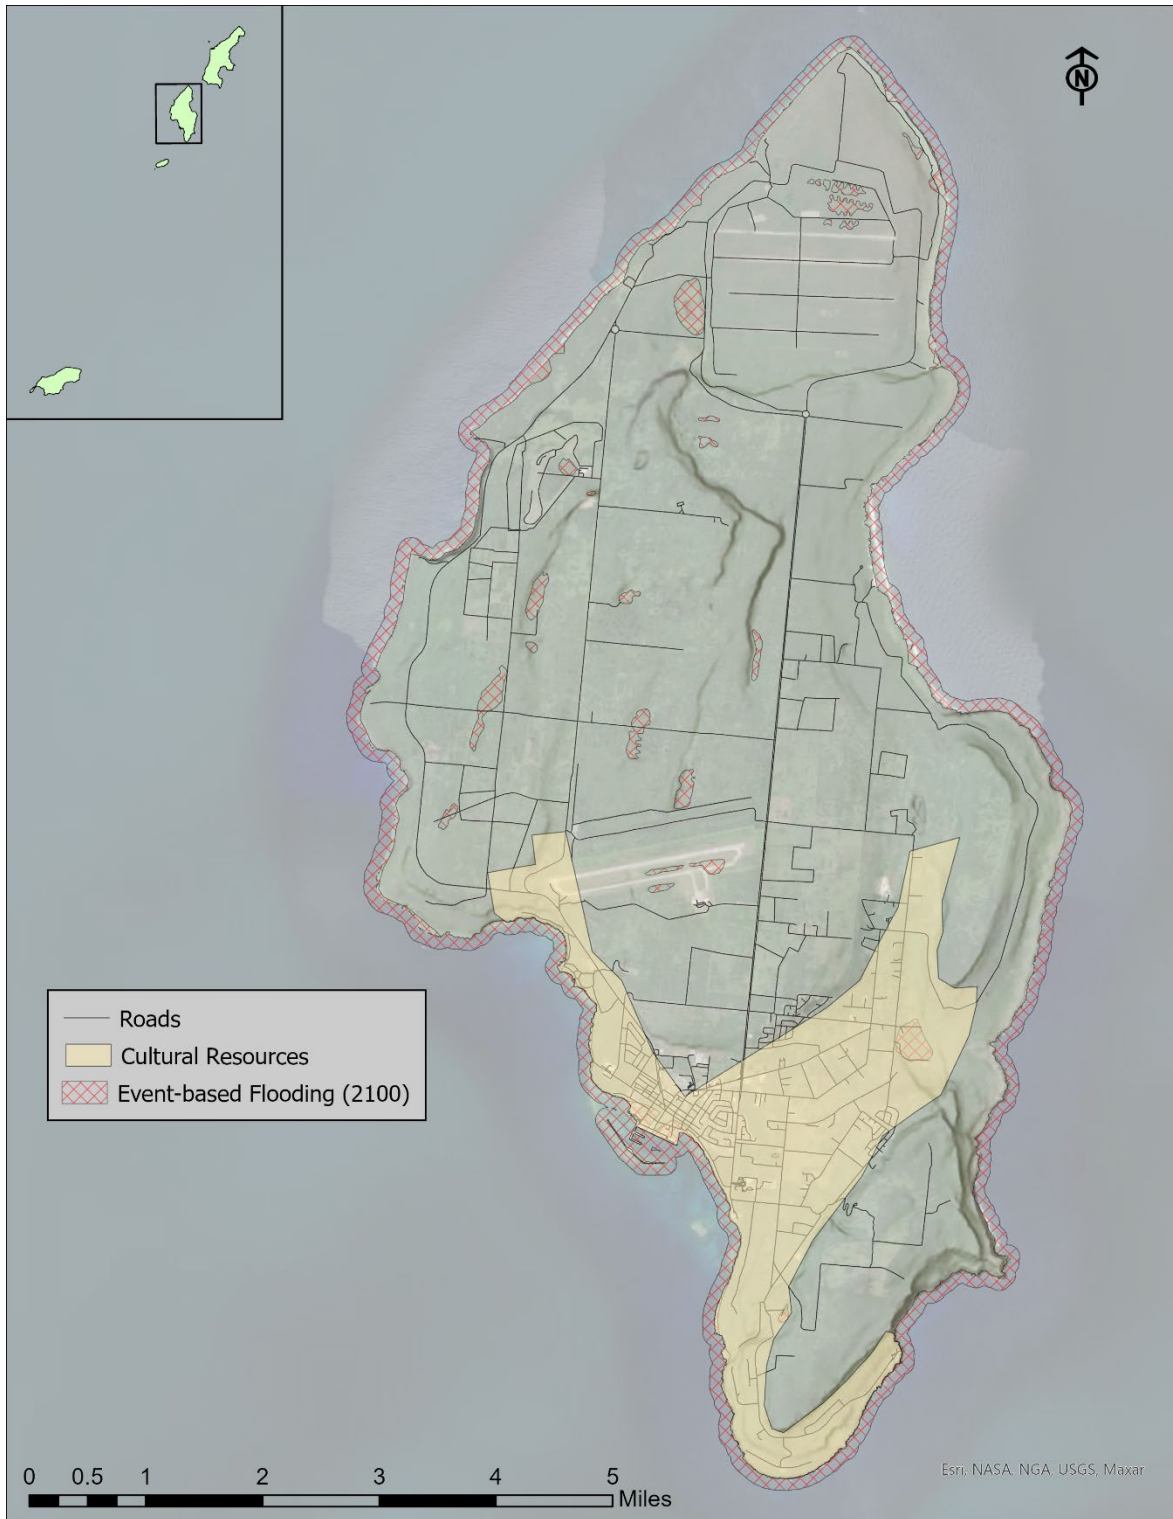 N
Roads
Cultural Resources
Event-based Flooding (2100)
0 0.5 1 2 3 4 5
Miles
Esri, NASA, NGA, USGS, Maxar